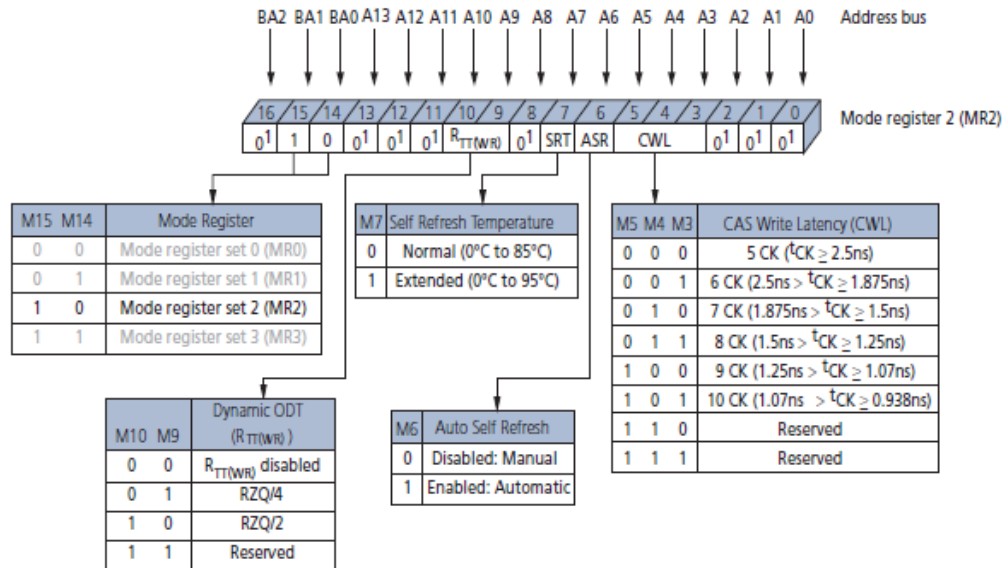 BA2 BA1 BA0 A13 A12 A11 A10 A9 A8 A7 A6 A5 A4 A3 A2 A1 A0 Address bus
16 15 14 13 12 11 10 9 8 7 6 5 4 3 2 1 0
Mode register 2 (MR2)
0¹ 1 0 0¹ 0¹ 0¹ RTT(WR) 0¹ SRT ASR CWL 0¹ 0¹ 0¹
M15 M14 Mode Register
0 0 Mode register set 0 (MR0)
0 1 Mode register set 1 (MR1)
1 0 Mode register set 2 (MR2)
1 1 Mode register set 3 (MR3)
M7 Self Refresh Temperature
0 Normal (0°C to 85°C)
1 Extended (0°C to 95°C)
M5 M4 M3 CAS Write Latency (CWL)
0 0 0 5 CK (tCK ≥ 2.5ns)
0 0 1 6 CK (2.5ns > tCK ≥ 1.875ns)
0 1 0 7 CK (1.875ns > tCK ≥ 1.5ns)
0 1 1 8 CK (1.5ns > tCK ≥ 1.25ns)
1 0 0 9 CK (1.25ns > tCK ≥ 1.07ns)
1 0 1 10 CK (1.07ns > tCK ≥ 0.938ns)
1 1 0 Reserved
1 1 1 Reserved
Dynamic ODT
M10 M9 (RTT(WR))
0 0 RTT(WR) disabled
0 1 RZQ/4
1 0 RZQ/2
1 1 Reserved
M6 Auto Self Refresh
0 Disabled: Manual
1 Enabled: Automatic